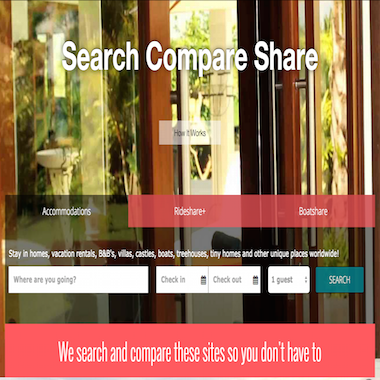 Search Compare Share
How It Works
Accommodations
Rideshare+
Boatshare
Stay in homes, vacation rentals, B&B's, villas, castles, boats, treehouses, tiny homes and other unique places worldwide!
Where are you going?
Check in
Check out
1 guest
SEARCH
We search and compare these sites so you don't have to